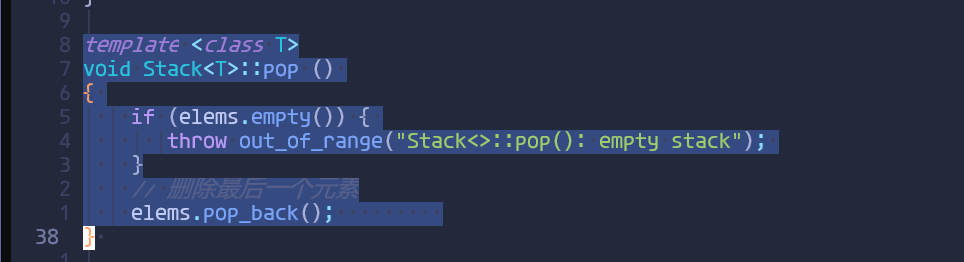 9
8 template <class T>
7 void Stack<T>::pop ()
6 {
5     if (elems.empty()) {
4        throw out_of_range("Stack<>::pop(): empty stack");
3     }
2     // 删除最后一个元素
1     elems.pop_back();
38 }
1